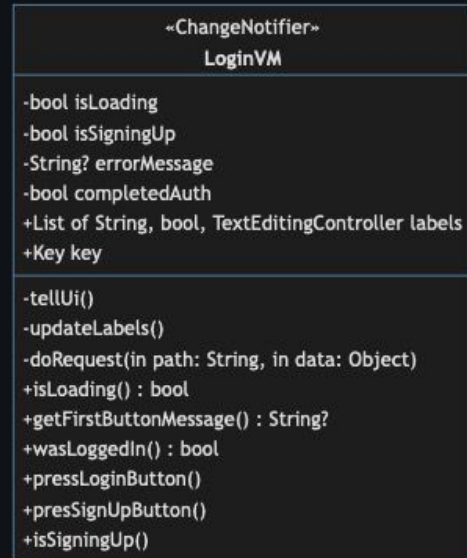 «ChangeNotifier»
LoginVM
-bool isLoading
-bool isSigningUp
-String? errorMessage
-bool completedAuth
+List of String, bool, TextEditingController labels
+Key key
-tellUi()
-updateLabels()
-doRequest(in path: String, in data: Object)
+isLoading() : bool
+getFirstButtonMessage() : String?
+wasLoggedIn() : bool
+pressLoginButton()
+presSignUpButton()
+isSigningUp()